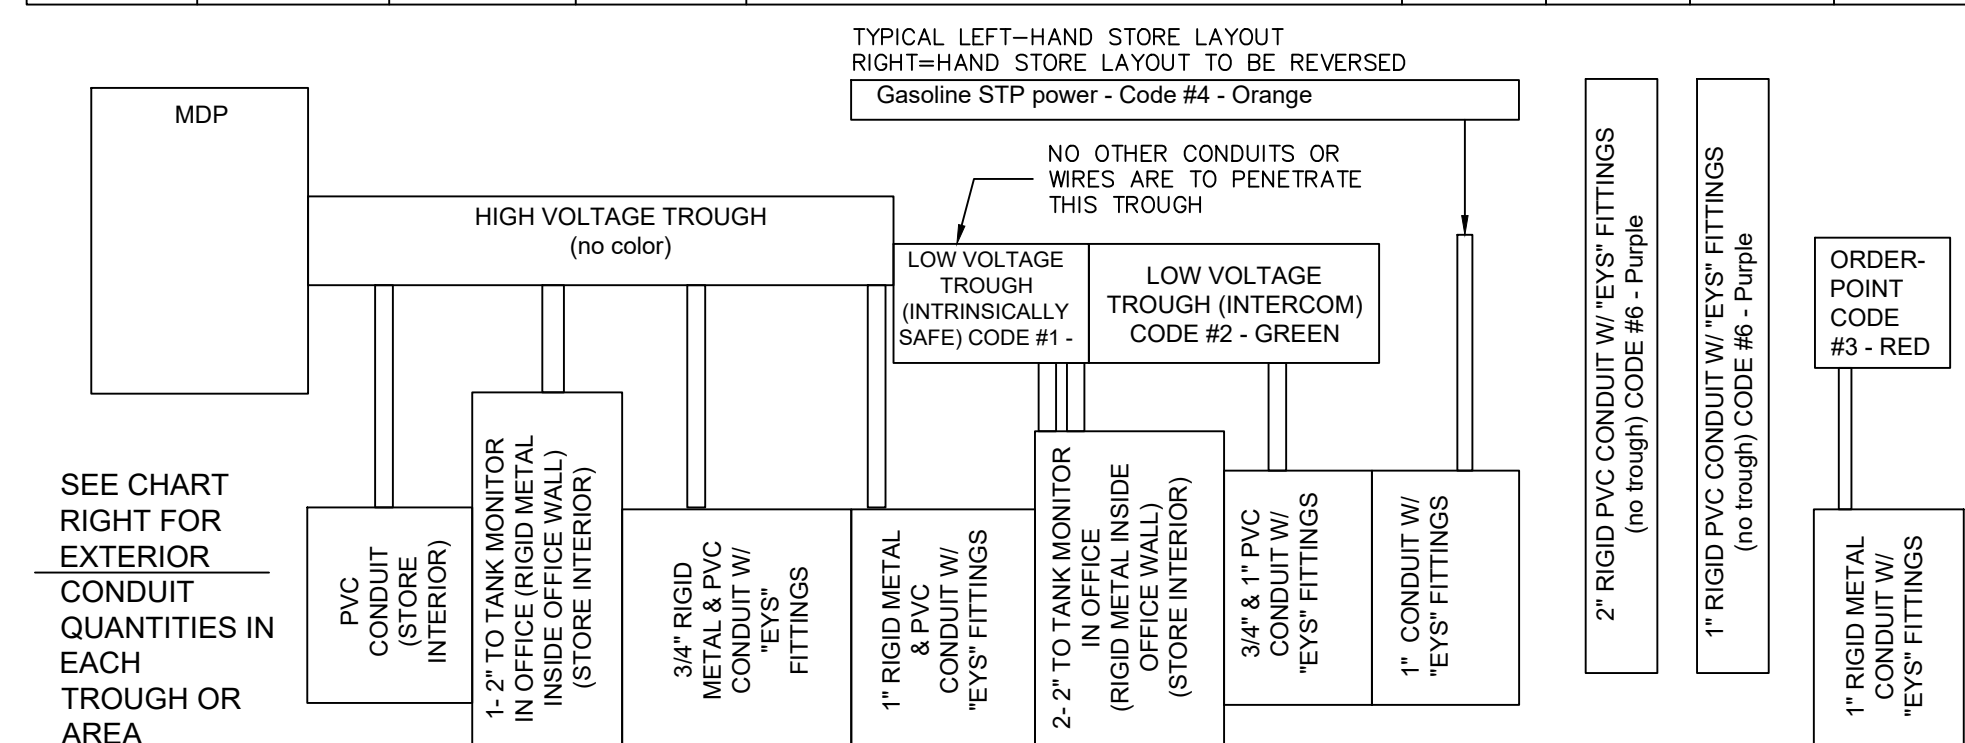 TYPICAL LEFT-HAND STORE LAYOUT
RIGHT=HAND STORE LAYOUT TO BE REVERSED
Gasoline STP power - Code #4 - Orange
MDP
NO OTHER CONDUITS OR
WIRES ARE TO PENETRATE
THIS TROUGH
HIGH VOLTAGE TROUGH
(no color)
LOW VOLTAGE
TROUGH
(INTRINSICALLY
SAFE) CODE #1 -
LOW VOLTAGE
TROUGH (INTERCOM)
CODE #2 - GREEN
2" RIGID PVC CONDUIT W/ "EYS" FITTINGS
(no trough) CODE #6 - Purple
1" RIGID PVC CONDUIT W/ "EYS" FITTINGS
(no trough) CODE #6 - Purple
ORDER-
POINT
CODE
#3 - RED
SEE CHART
RIGHT FOR
EXTERIOR
CONDUIT
QUANTITIES IN
EACH
TROUGH OR
AREA
PVC
CONDUIT
(STORE
INTERIOR)
1- 2" TO TANK MONITOR
IN OFFICE (RIGID METAL
INSIDE OFFICE WALL)
(STORE INTERIOR)
3/4" RIGID
METAL & PVC
CONDUIT W/
"EYS"
FITTINGS
1" RIGID METAL
& PVC
CONDUIT W/
"EYS" FITTINGS
2- 2" TO TANK MONITOR
IN OFFICE
(RIGID METAL INSIDE
OFFICE WALL)
(STORE INTERIOR)
3/4" & 1" PVC
CONDUIT W/
"EYS" FITTINGS
1" CONDUIT W/
"EYS" FITTINGS
1" RIGID METAL
CONDUIT W/
"EYS" FITTINGS